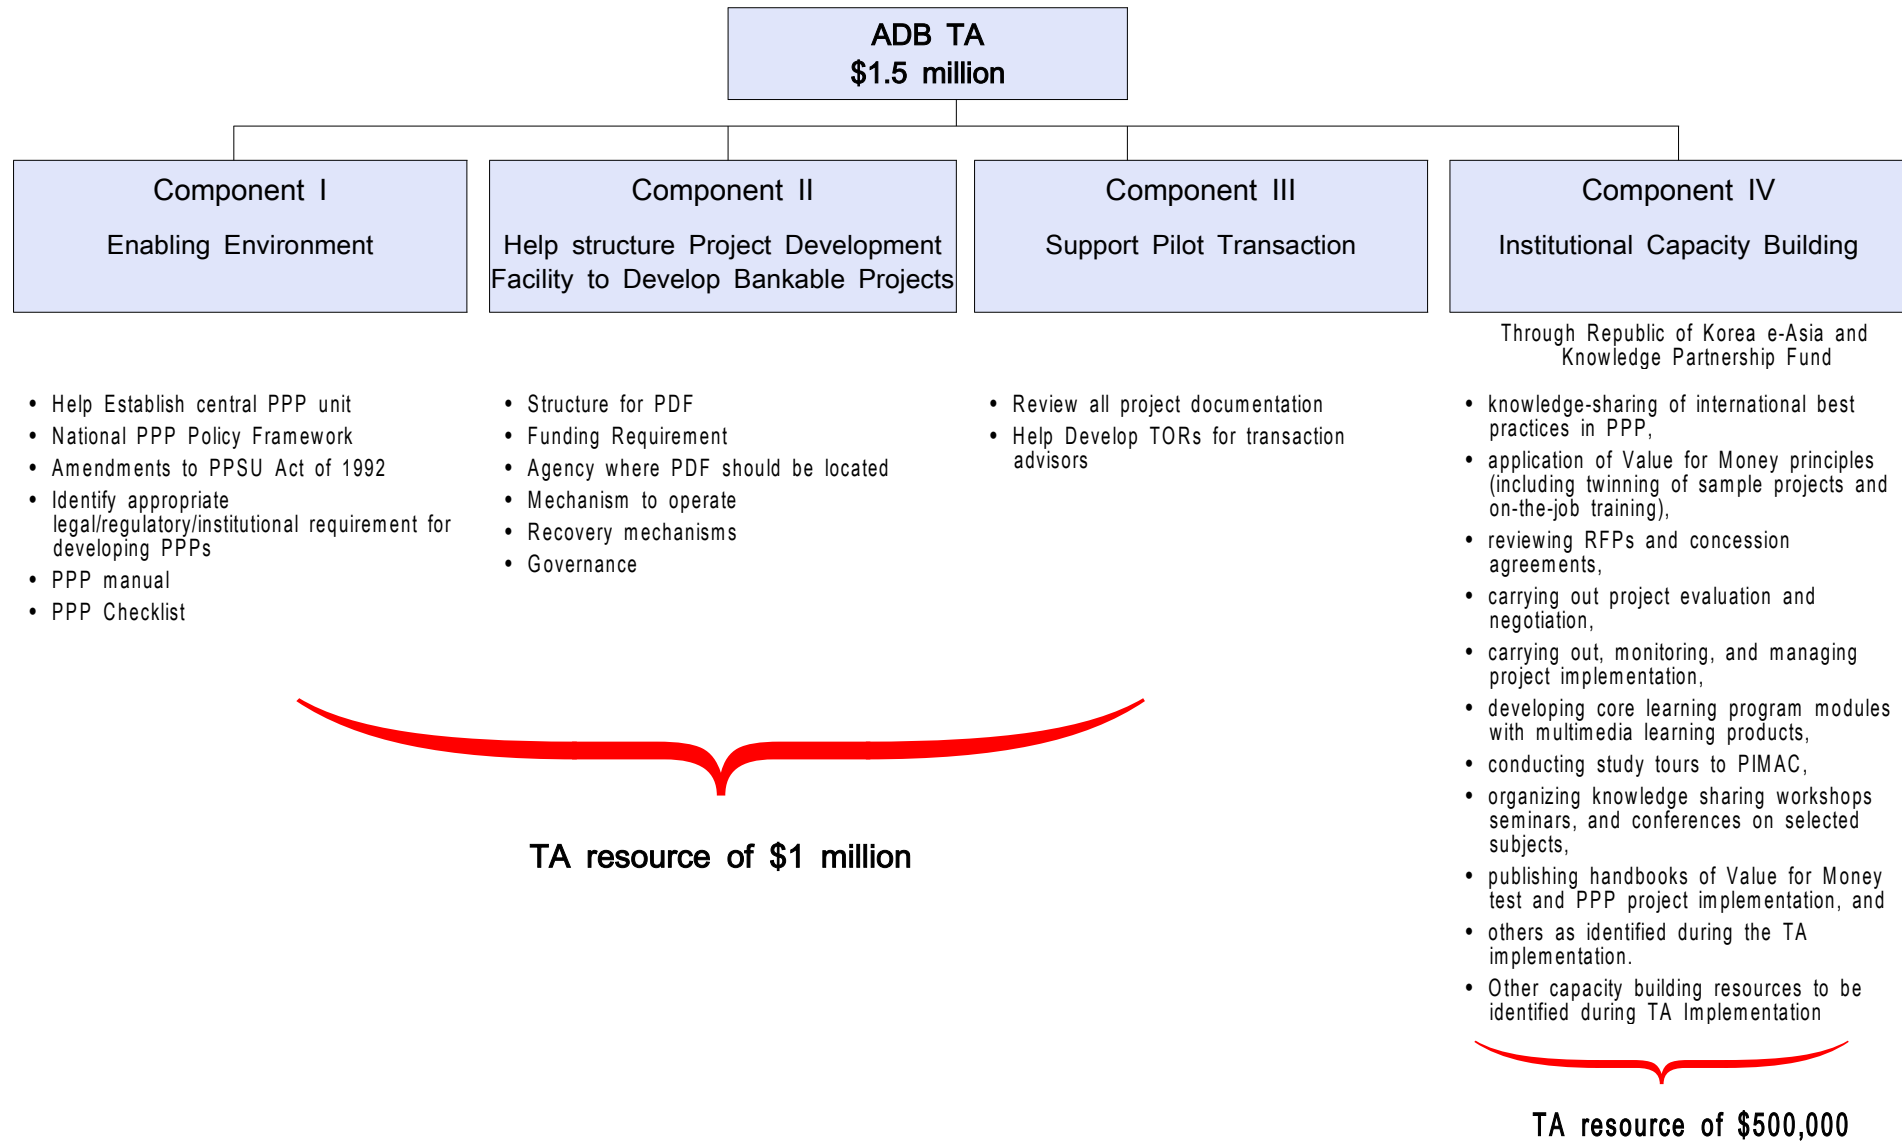 ADB TA
$1.5 million
Component I
Enabling Environment
Component II
Help structure Project Development
Facility to Develop Bankable Projects
Component III
Support Pilot Transaction
Component IV
Institutional Capacity Building
• Help Establish central PPP unit
• National PPP Policy Framework
• Amendments to PPSU Act of 1992
• Identify appropriate
legal/regulatory/institutional requirement for
developing PPPs
• PPP manual
• PPP Checklist
• Structure for PDF
• Funding Requirement
• Agency where PDF should be located
• Mechanism to operate
• Recovery mechanisms
• Governance
• Review all project documentation
• Help Develop TORs for transaction
advisors
Through Republic of Korea e-Asia and
Knowledge Partnership Fund
• knowledge-sharing of international best
practices in PPP,
• application of Value for Money principles
(including twinning of sample projects and
on-the-job training),
• reviewing RFPs and concession
agreements,
• carrying out project evaluation and
negotiation,
• carrying out, monitoring, and managing
project implementation,
• developing core learning program modules
with multimedia learning products,
• conducting study tours to PIMAC,
• organizing knowledge sharing workshops
seminars, and conferences on selected
subjects,
• publishing handbooks of Value for Money
test and PPP project implementation, and
• others as identified during the TA
implementation.
• Other capacity building resources to be
identified during TA Implementation
TA resource of $1 million
TA resource of $500,000